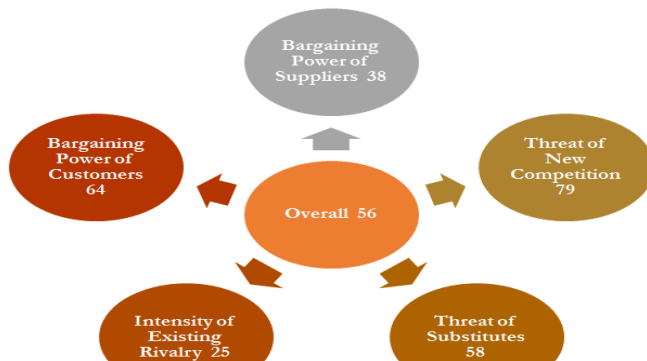 Bargaining
Power of
Suppliers 38
Bargaining
Power of
Customers
64
Threat of
New
Competition
79
Overall 56
Intensity of
Existing
Rivalry 25
Threat of
Substitutes
58